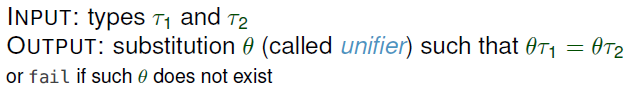 INPUT: types τ₁ and τ₂
OUTPUT: substitution θ (called unifier) such that θτ₁ = θτ₂
or fail if such θ does not exist